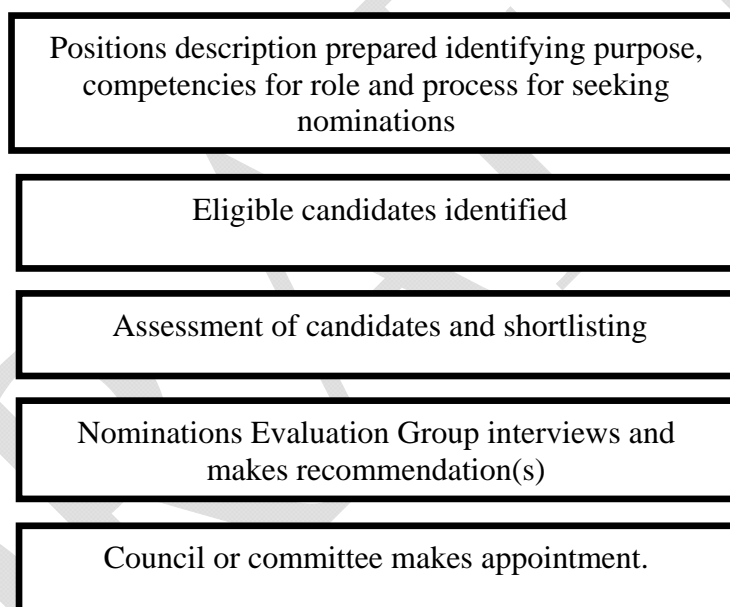 Positions description prepared identifying purpose,
competencies for role and process for seeking
nominations
Eligible candidates identified
Assessment of candidates and shortlisting
Nominations Evaluation Group interviews and
makes recommendation(s)
Council or committee makes appointment.